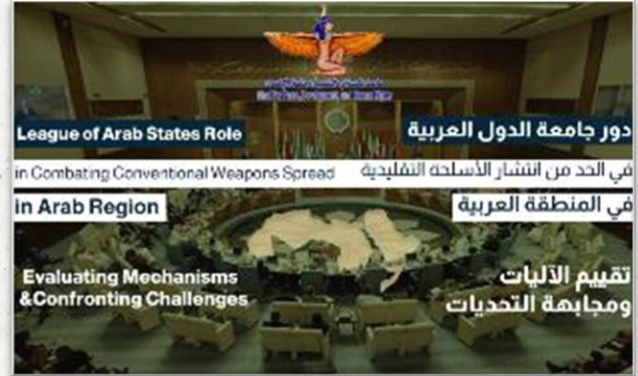 League of Arab States Role
دور جامعة الدول العربية
in Combating Conventional Weapons Spread
في الحد من انتشار الأسلحة التقليدية
in Arab Region
في المنطقة العربية
Evaluating Mechanisms
&Confronting Challenges
تقييم الآليات
ومجابهة التحديات